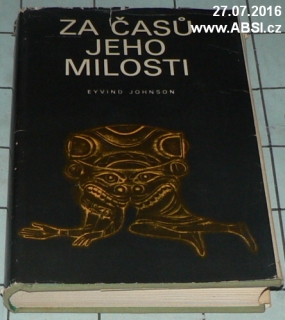 27.07.2016
www.ABSI.cz
ZA ČASŮ
JEHO
MILOSTI
EYVIND JOHNSON